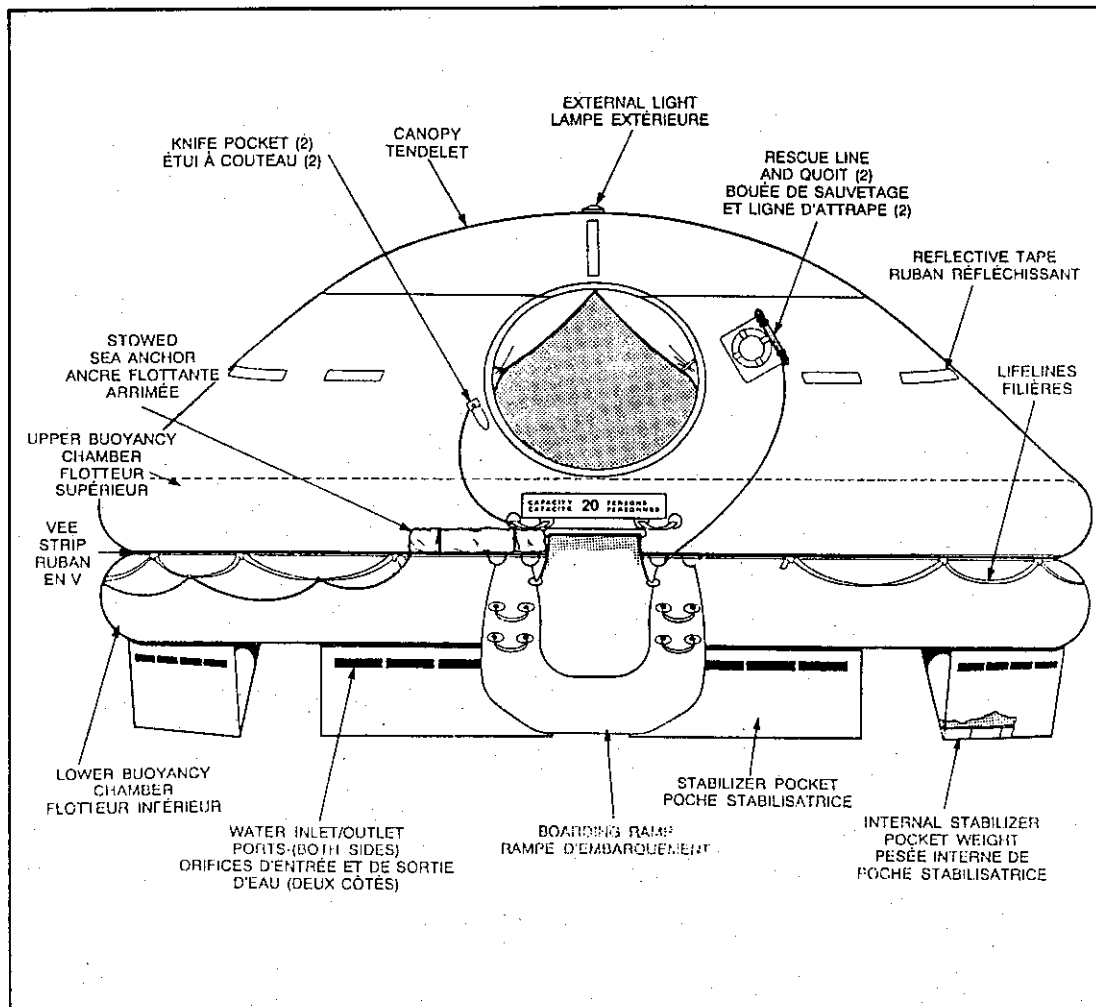 EXTERNAL LIGHT
LAMPE EXTÉRIEURE
CANOPY
TENDELET
KNIFE POCKET (2)
ÉTUI À COUTEAU (2)
RESCUE LINE
AND QUOIT (2)
BOUÉE DE SAUVETAGE
ET LIGNE D'ATTRAPE (2)
REFLECTIVE TAPE
RUBAN RÉFLÉCHISSANT
STOWED
SEA ANCHOR
ANCRE FLOTTANTE
ARRIMÉE
LIFELINES
FILIÈRES
UPPER BUOYANCY
CHAMBER
FLOTTEUR
SUPÉRIEUR
CAPACITY 20 PERSONS
CAPACITÉ PERSONNES
VEE
STRIP
RUBAN
EN V
LOWER BUOYANCY
CHAMBER
FLOTTEUR INFÉRIEUR
WATER INLET/OUTLET
PORTS-(BOTH SIDES)
ORIFICES D'ENTRÉE ET DE SORTIE
D'EAU (DEUX CÔTÉS)
BOARDING RAMP
RAMPE D'EMBARQUEMENT
STABILIZER POCKET
POCHE STABILISATRICE
INTERNAL STABILIZER
POCKET WEIGHT
PESÉE INTERNE DE
POCHE STABILISATRICE